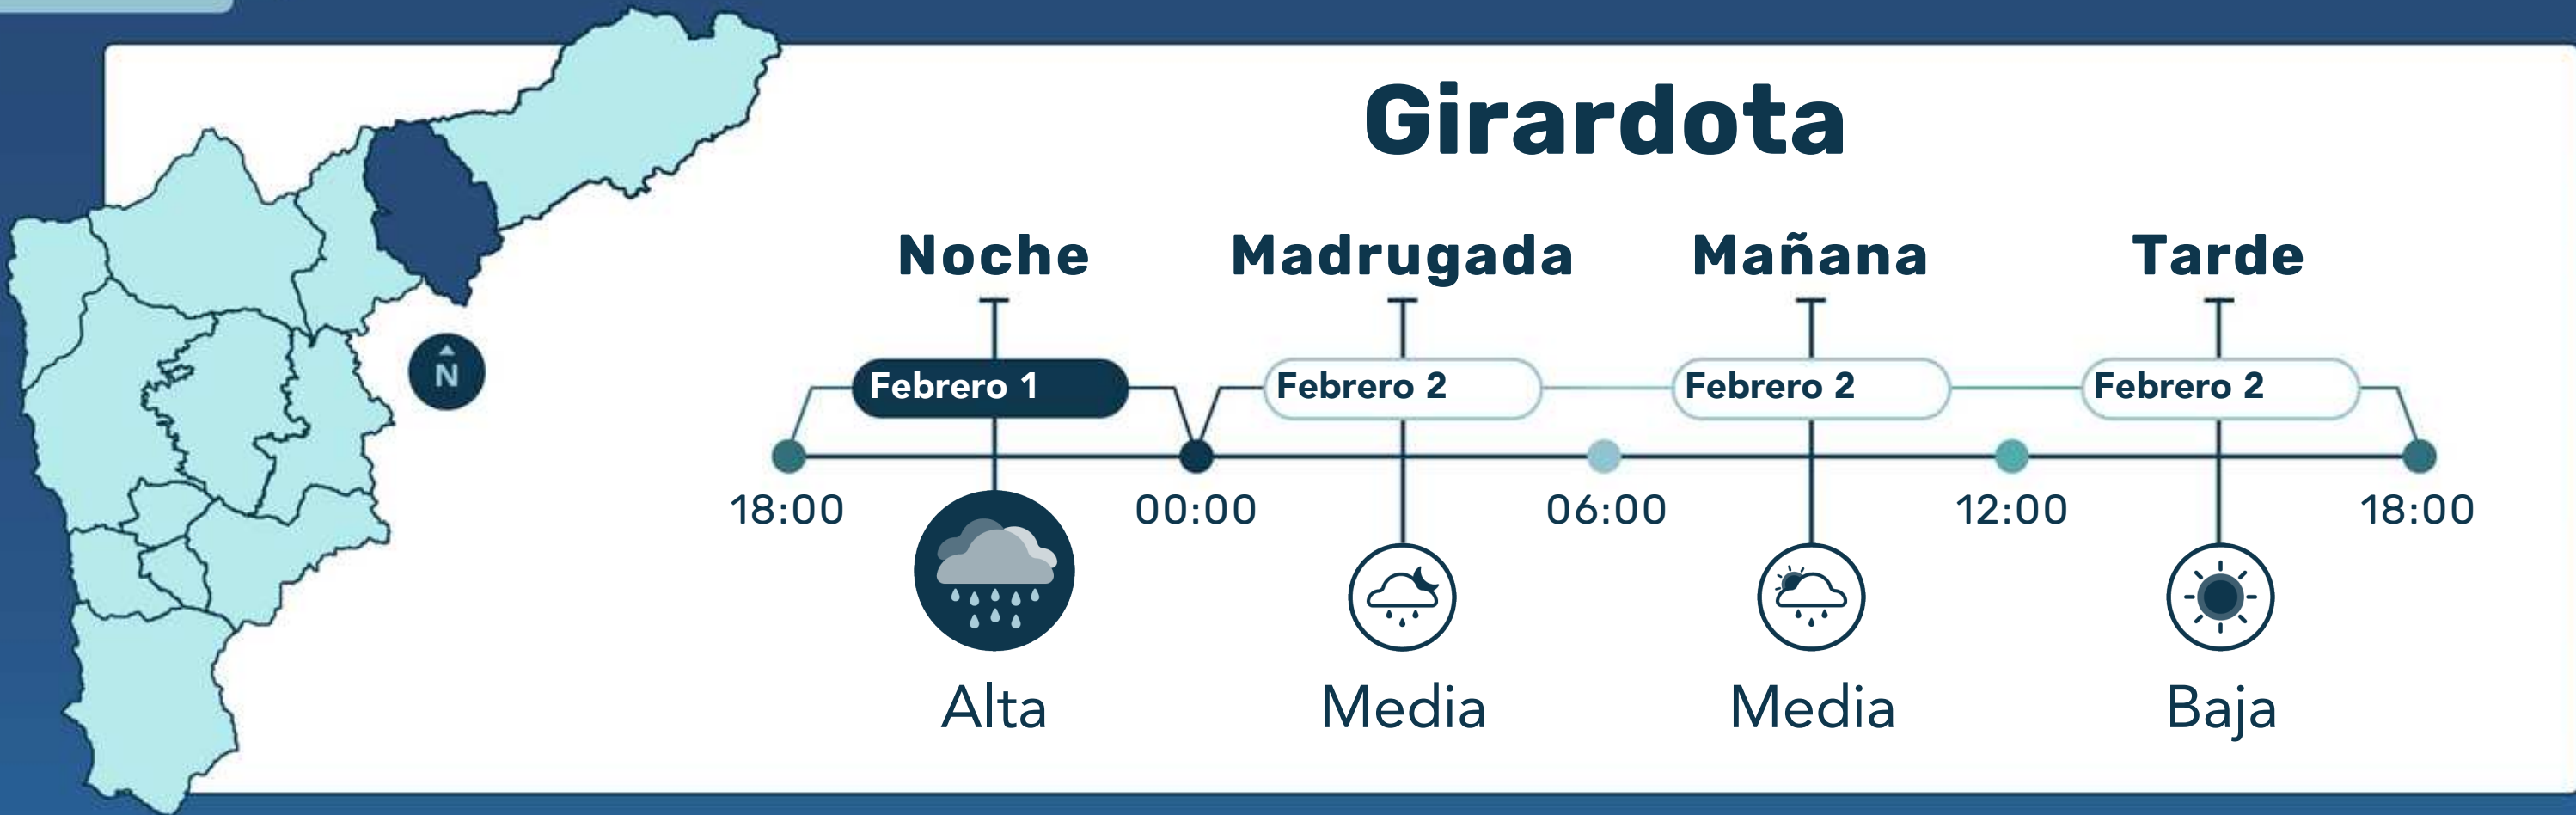 Girardota
Noche Madrugada Mañana Tarde
Febrero 1 Febrero 2 Febrero 2 Febrero 2
N
18:00 00:00 06:00 12:00 18:00
Alta Media Media Baja